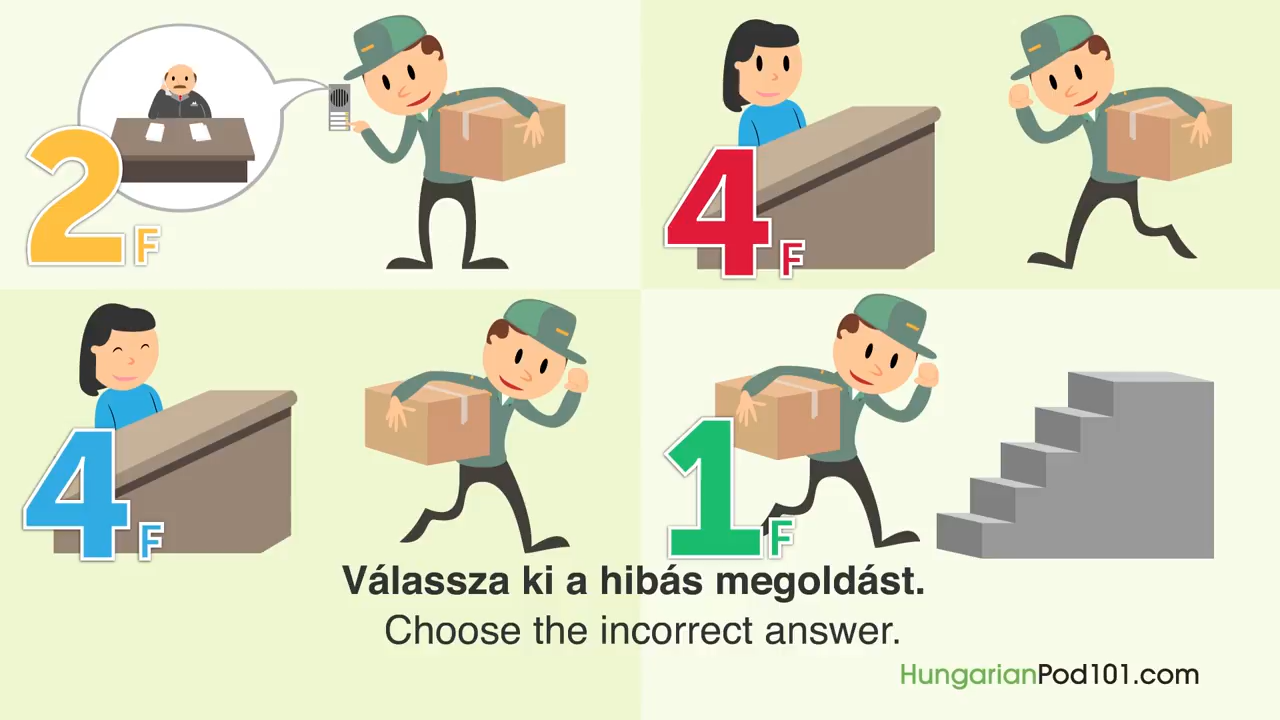 2F
4F
4F
1F
Válassza ki a hibás megoldást.
Choose the incorrect answer.
HungarianPod101.com